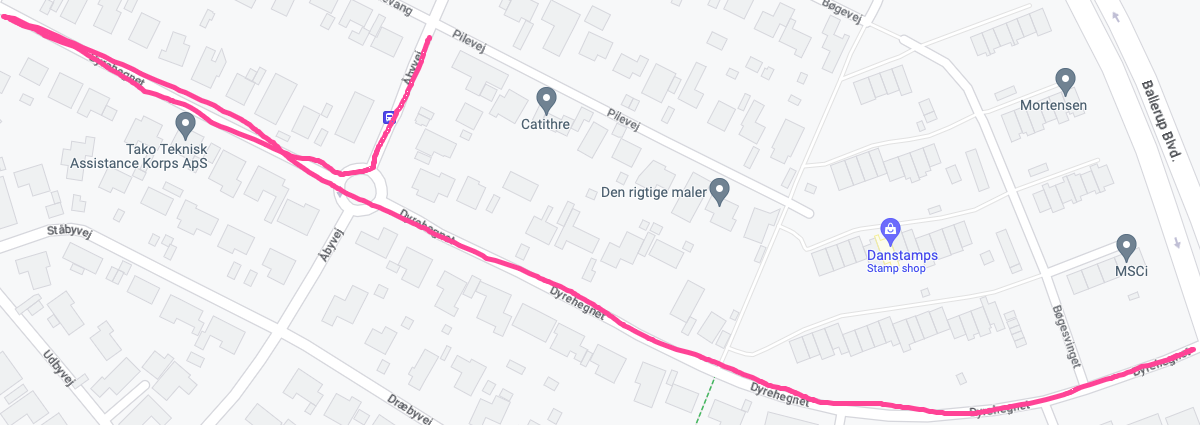 evang
Bøgevej
Pilevej
Dyrehegnet
Åbyvej
Ballerup Blvd.
Mortensen
Catithre
Pilevej
Tako Teknisk
Assistance Korps ApS
Den rigtige maler
Dyrehegnet
Ståbyvej
Åbyvej
Danstamps
Stamp shop
MSCi
Dyrehegnet
Bøgesvinget
Udbyvej
Dyrehegnet
Dyrehegnet
Dyrehegnet
Dræbyvej